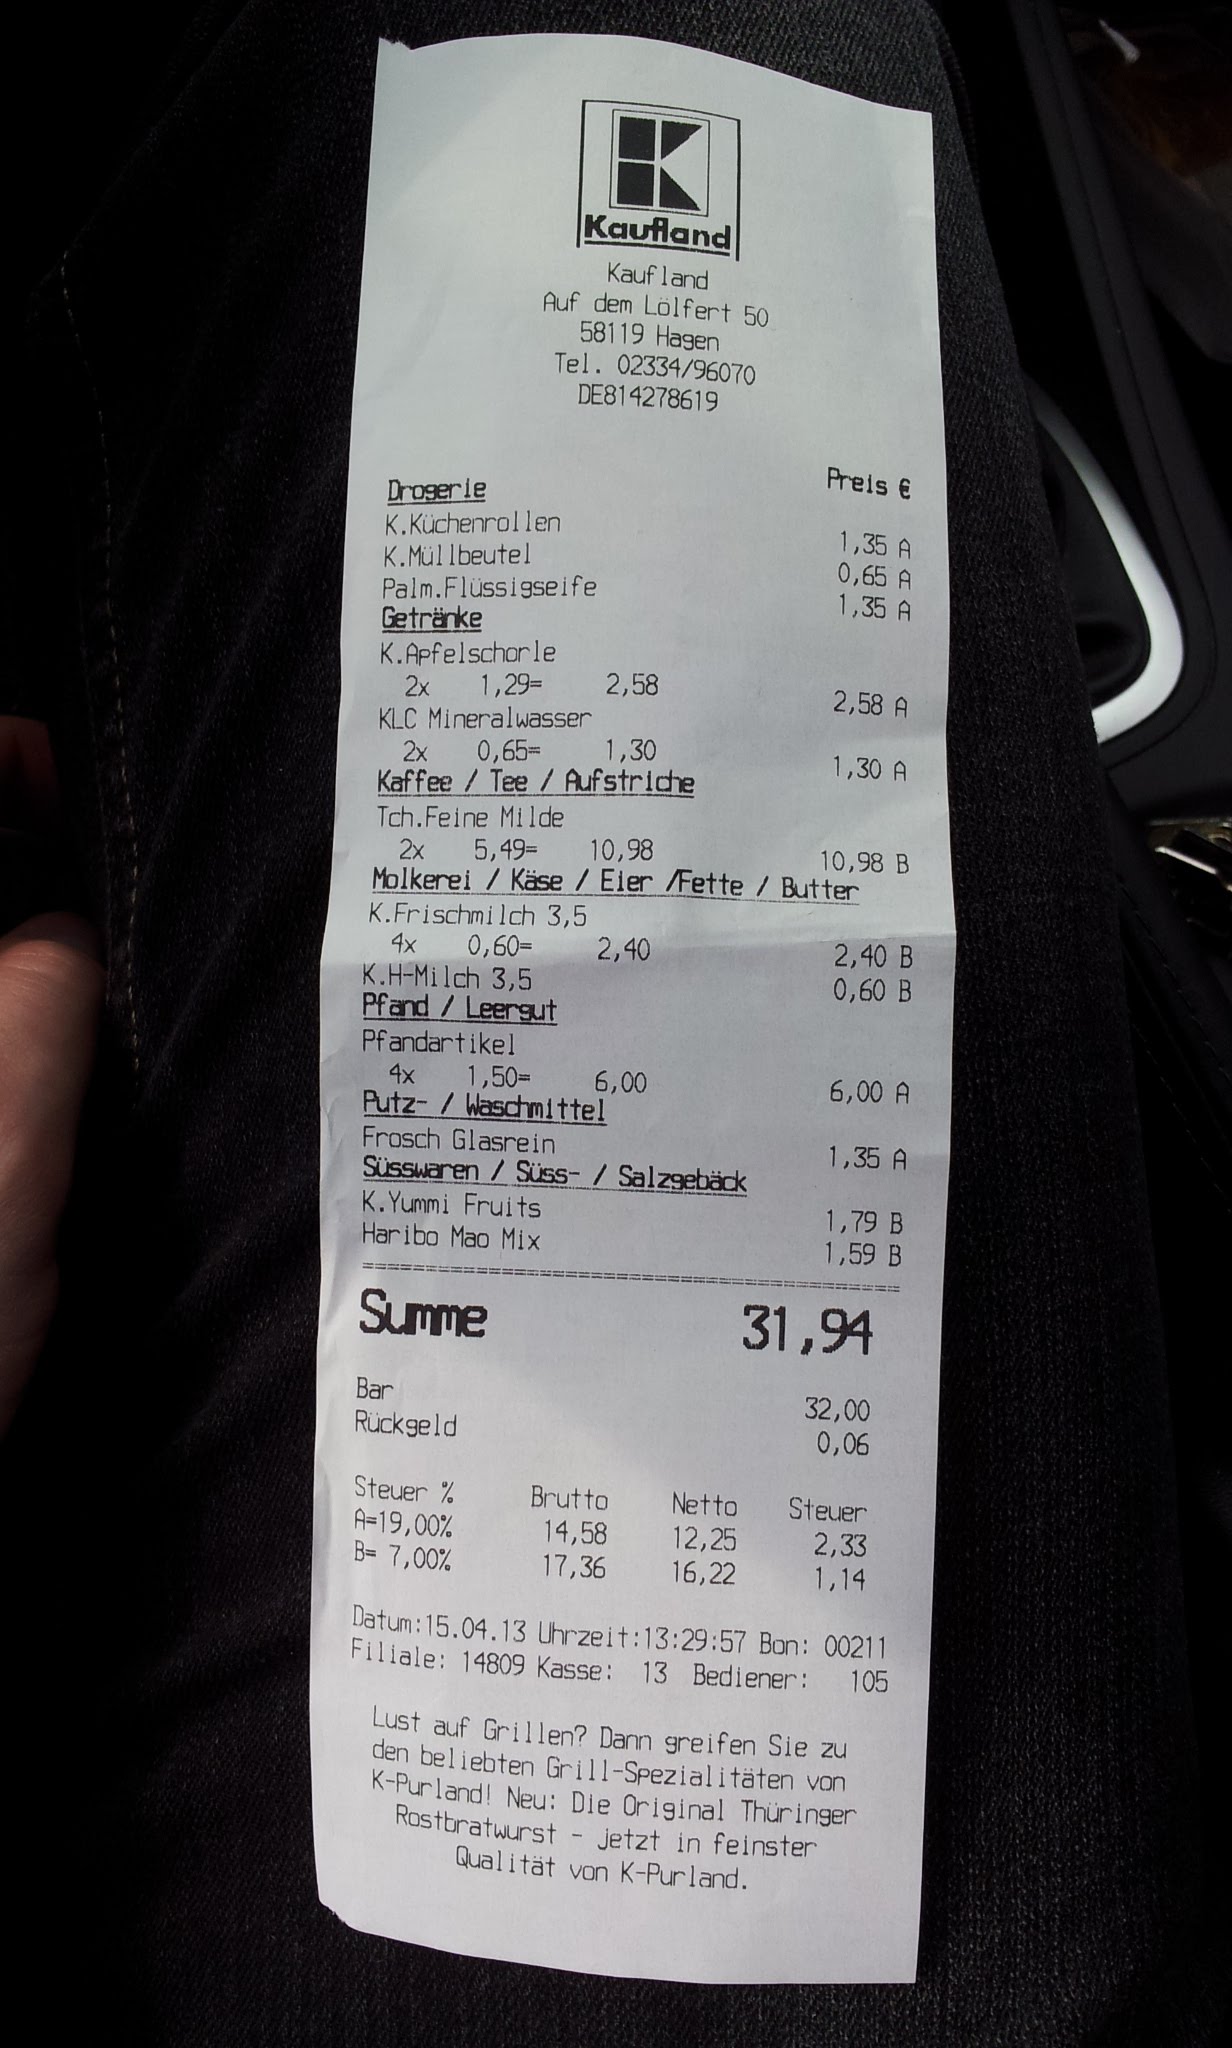 Kaufland
Kaufland
Auf dem Lölfert 50
58119 Hagen
Tel. 02334/96070
DE814278619
Preis €
Drogerie
K.Küchenrollen 1,35 A
K.Müllbeutel 0,65 A
Palm.Flüssigseife 1,35 A
Getränke
K.Apfelschorle
2x 1,29= 2,58 2,58 A
KLC Mineralwasser
2x 0,65= 1,30 1,30 A
Kaffee / Tee / Aufstriche
Tch.Feine Milde
2x 5,49= 10,98 10,98 B
Molkerei / Käse / Eier /Fette / Butter
K.Frischmilch 3,5
4x 0,60= 2,40 2,40 B
K.H-Milch 3,5 0,60 B
Pfand / Leergut
Pfandartikel
4x 1,50= 6,00 6,00 A
Putz- / Waschmittel
Frosch Glasrein 1,35 A
Süsswaren / Süss- / Salzgebäck
K.Yummi Fruits 1,79 B
Haribo Mao Mix 1,59 B
Summe 31,94
Bar 32,00
Rückgeld 0,06
Steuer % Brutto Netto Steuer
A=19,00% 14,58 12,25 2,33
B= 7,00% 17,36 16,22 1,14
Datum:15.04.13 Uhrzeit:13:29:57 Bon: 00211
Filiale: 14809 Kasse: 13 Bediener: 105
Lust auf Grillen? Dann greifen Sie zu
den beliebten Grill-Spezialitäten von
K-Purland! Neu: Die Original Thüringer
Rostbratwurst - jetzt in feinster
Qualität von K-Purland.